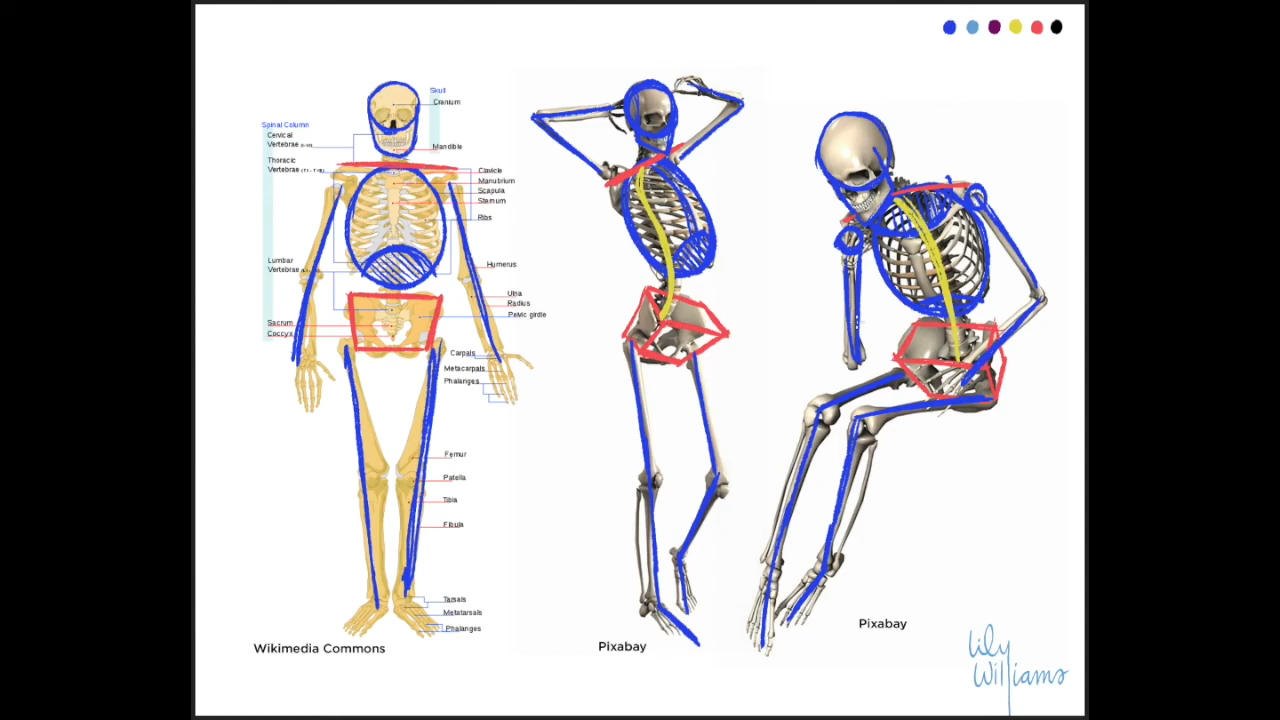 Skull
Cranium
Spinal Column
Cervical
Vertebrae
Mandible
Thoracic
Vertebrae (T1 - T12)
Clavicle
Manubrium
Scapula
Sternum
Ribs
Lumbar
Vertebrae
Humerus
Ulna
Radius
Pelvic girdle
Sacrum
Coccyx
Carpals
Metacarpals
Phalanges
Femur
Patella
Tibia
Fibula
Tarsals
Metatarsals
Phalanges
Wikimedia Commons
Pixabay
Pixabay
Lily
Williams